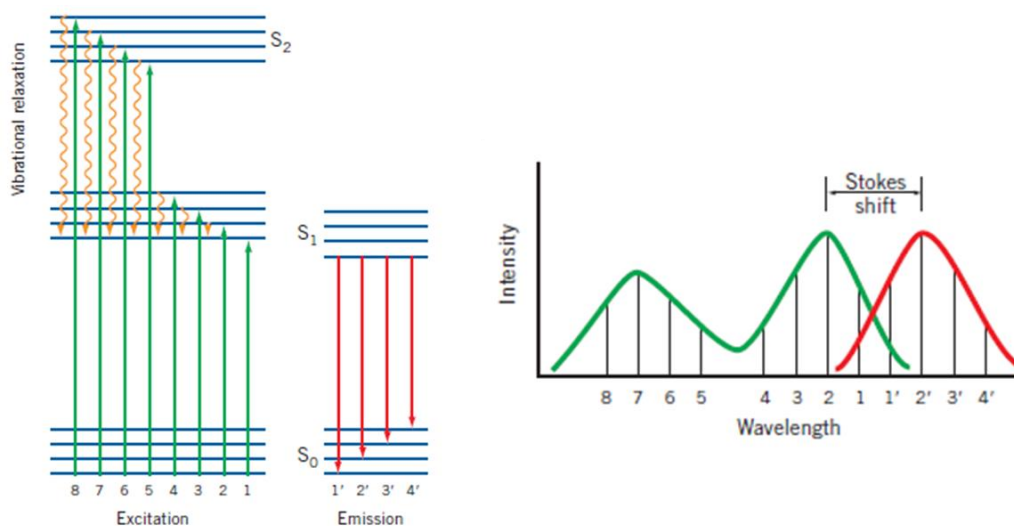 Vibrational relaxation
S₂
S₁
S₀
8 7 6 5 4 3 2 1
1′ 2′ 3′ 4′
Excitation
Emission
Stokes
shift
Intensity
8 7 6 5 4 3 2 1 1′ 2′ 3′ 4′
Wavelength